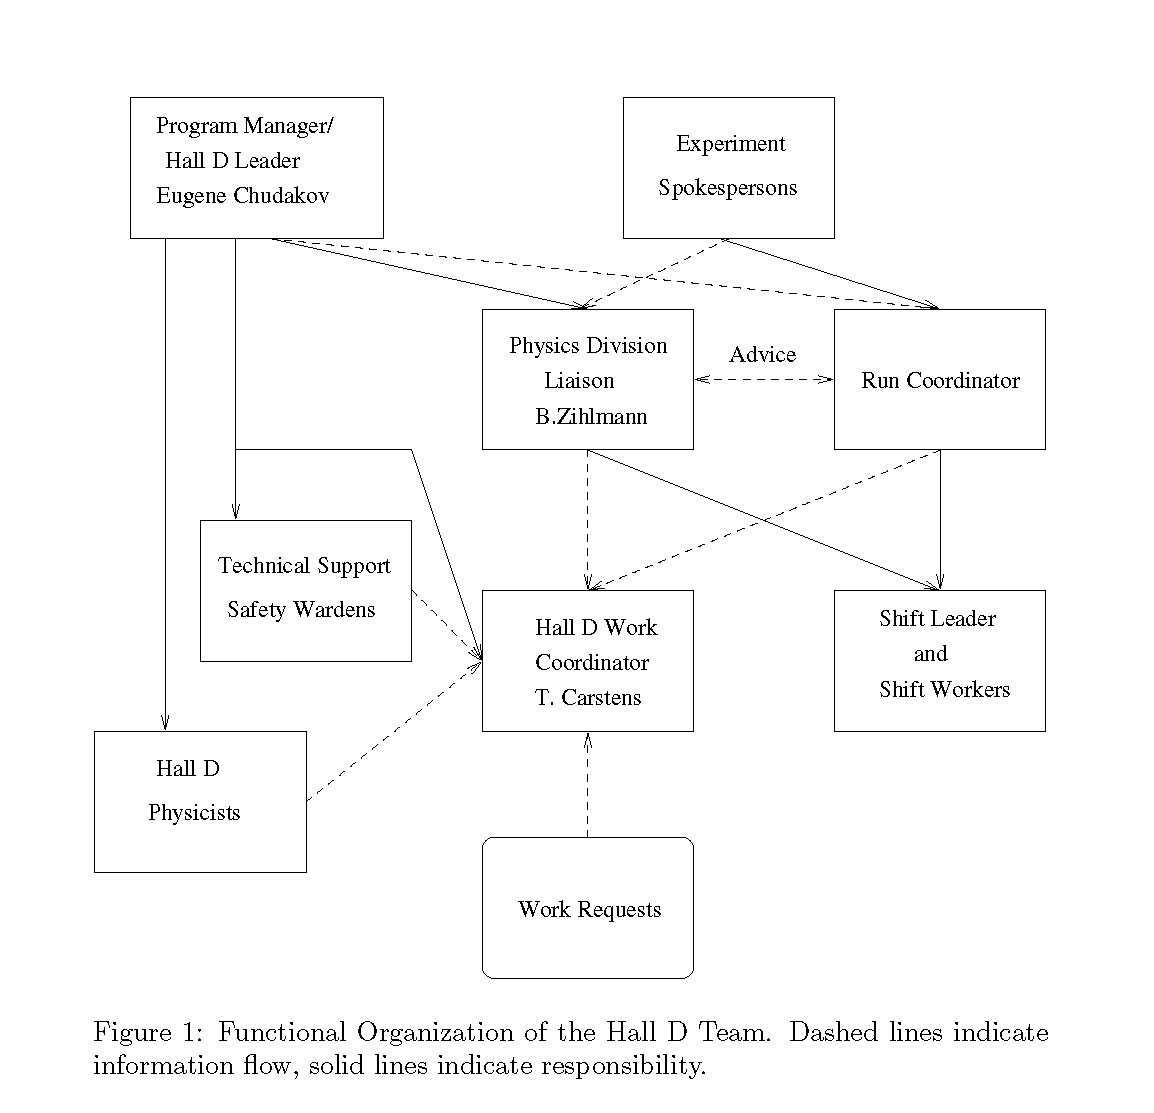 Program Manager/
Hall D Leader
Eugene Chudakov
Experiment
Spokespersons
Physics Division
Liaison
B.Zihlmann
Advice
Run Coordinator
Technical Support
Safety Wardens
Hall D Work
Coordinator
T. Carstens
Shift Leader
and
Shift Workers
Hall D
Physicists
Work Requests
Figure 1: Functional Organization of the Hall D Team. Dashed lines indicate
information flow, solid lines indicate responsibility.